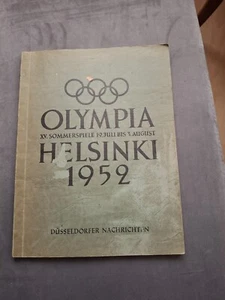 OLYMPIA
XV. SOMMERSPIELE 19. JULI BIS 3. AUGUST
HELSINKI
1952
DÜSSELDORFER NACHRICHTEN